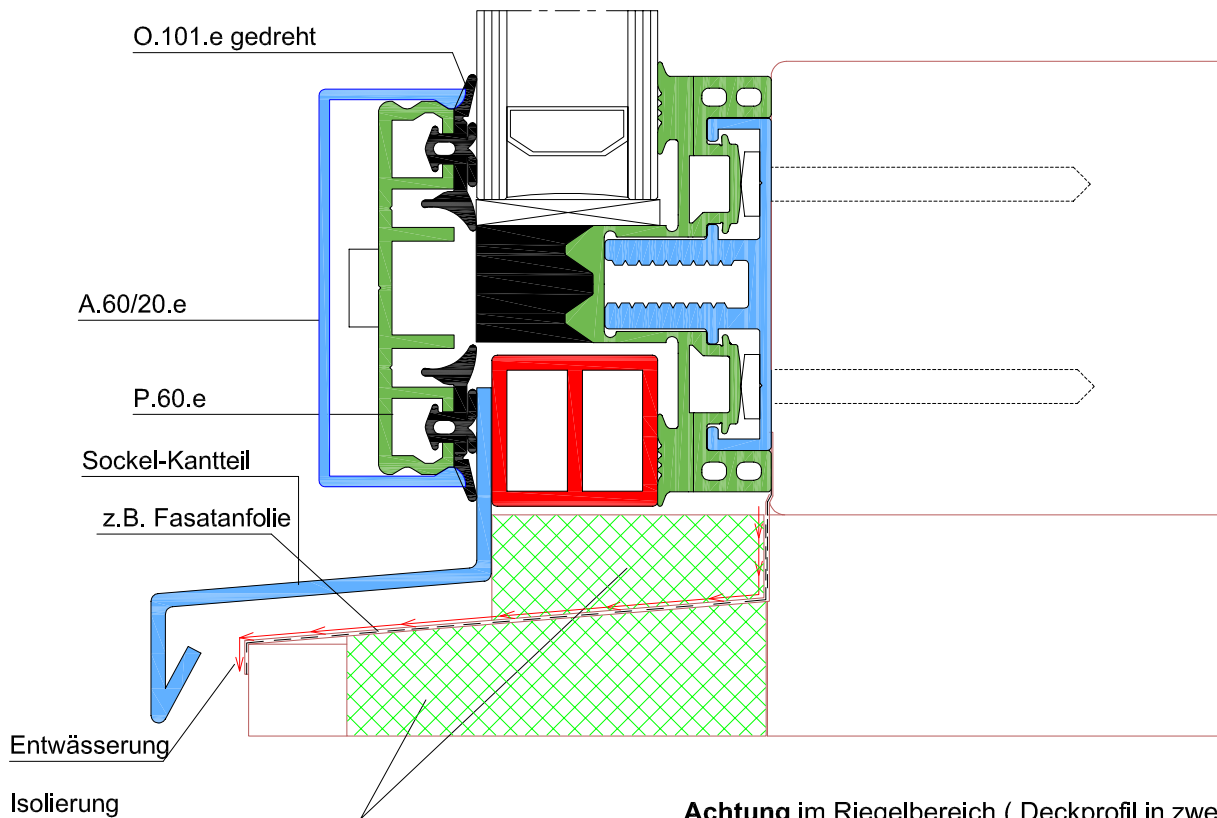 O.101.e gedreht
A.60/20.e
P.60.e
Sockel-Kantteil
z.B. Fasatanfolie
Entwässerung
Isolierung
Achtung im Riegelbereich ( Deckprofil in zwe